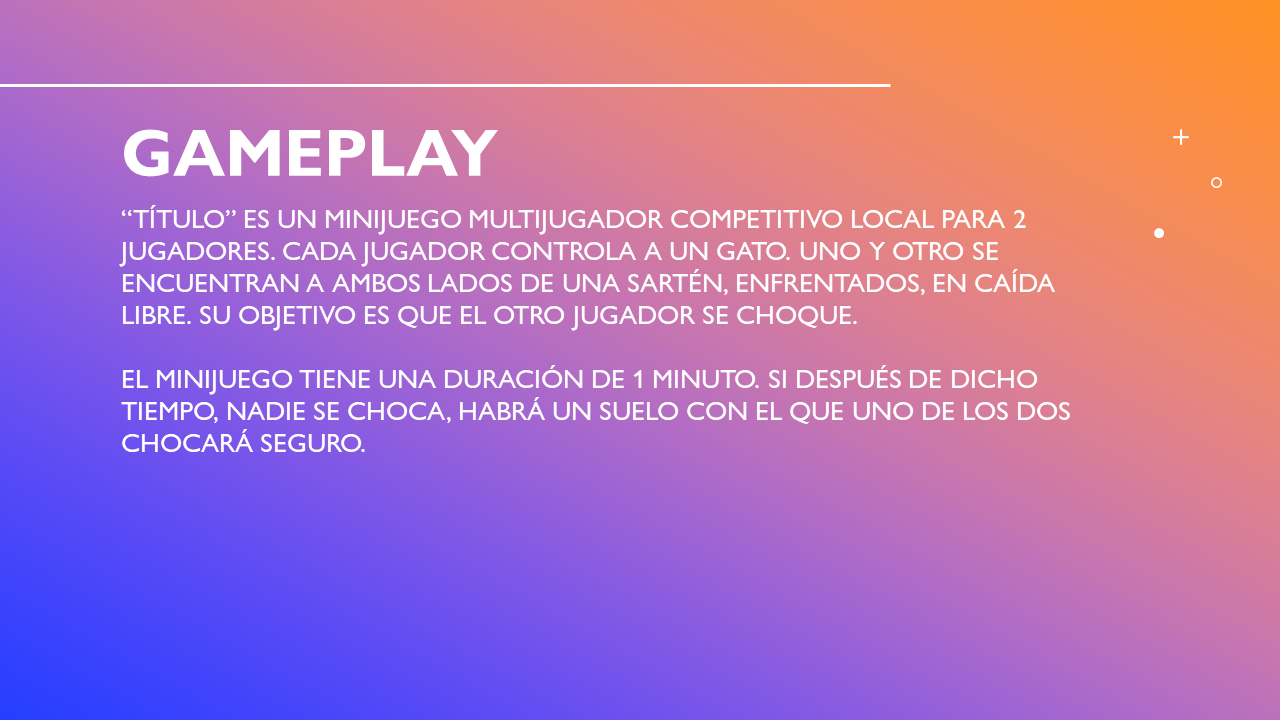 GAMEPLAY
“TÍTULO” ES UN MINIJUEGO MULTIJUGADOR COMPETITIVO LOCAL PARA 2
JUGADORES. CADA JUGADOR CONTROLA A UN GATO. UNO Y OTRO SE
ENCUENTRAN A AMBOS LADOS DE UNA SARTÉN, ENFRENTADOS, EN CAÍDA
LIBRE. SU OBJETIVO ES QUE EL OTRO JUGADOR SE CHOQUE.
EL MINIJUEGO TIENE UNA DURACIÓN DE 1 MINUTO. SI DESPUÉS DE DICHO
TIEMPO, NADIE SE CHOCA, HABRÁ UN SUELO CON EL QUE UNO DE LOS DOS
CHOCARÁ SEGURO.